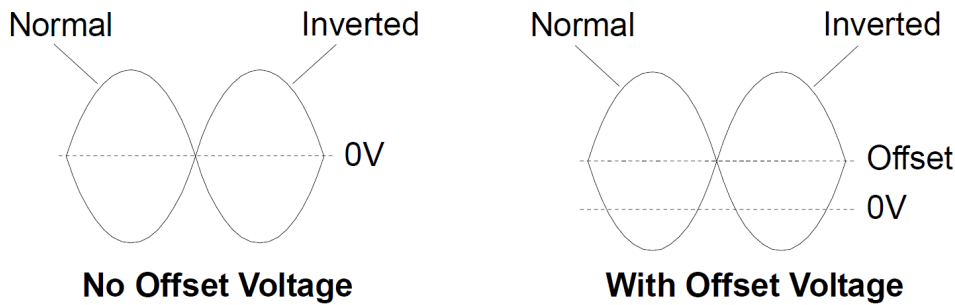 Normal
Inverted
0V
No Offset Voltage
Normal
Inverted
Offset
0V
With Offset Voltage